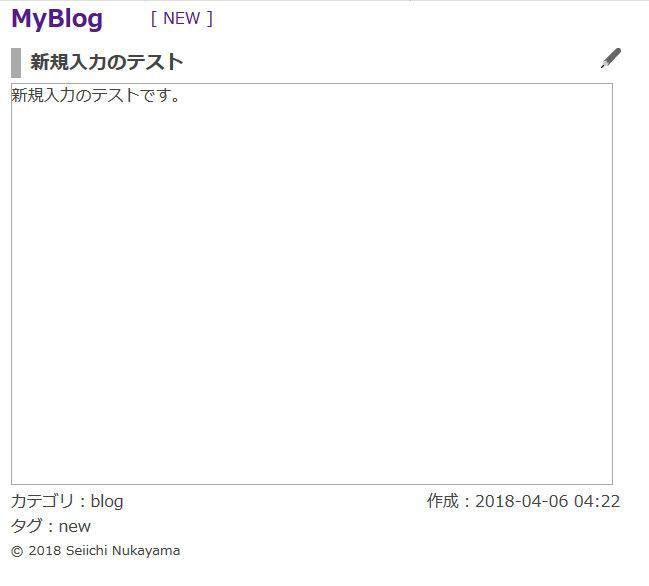 MyBlog [ NEW ]
新規入力のテスト
新規入力のテストです。
カテゴリ：blog 作成：2018-04-06 04:22
タグ：new
© 2018 Seiichi Nukayama